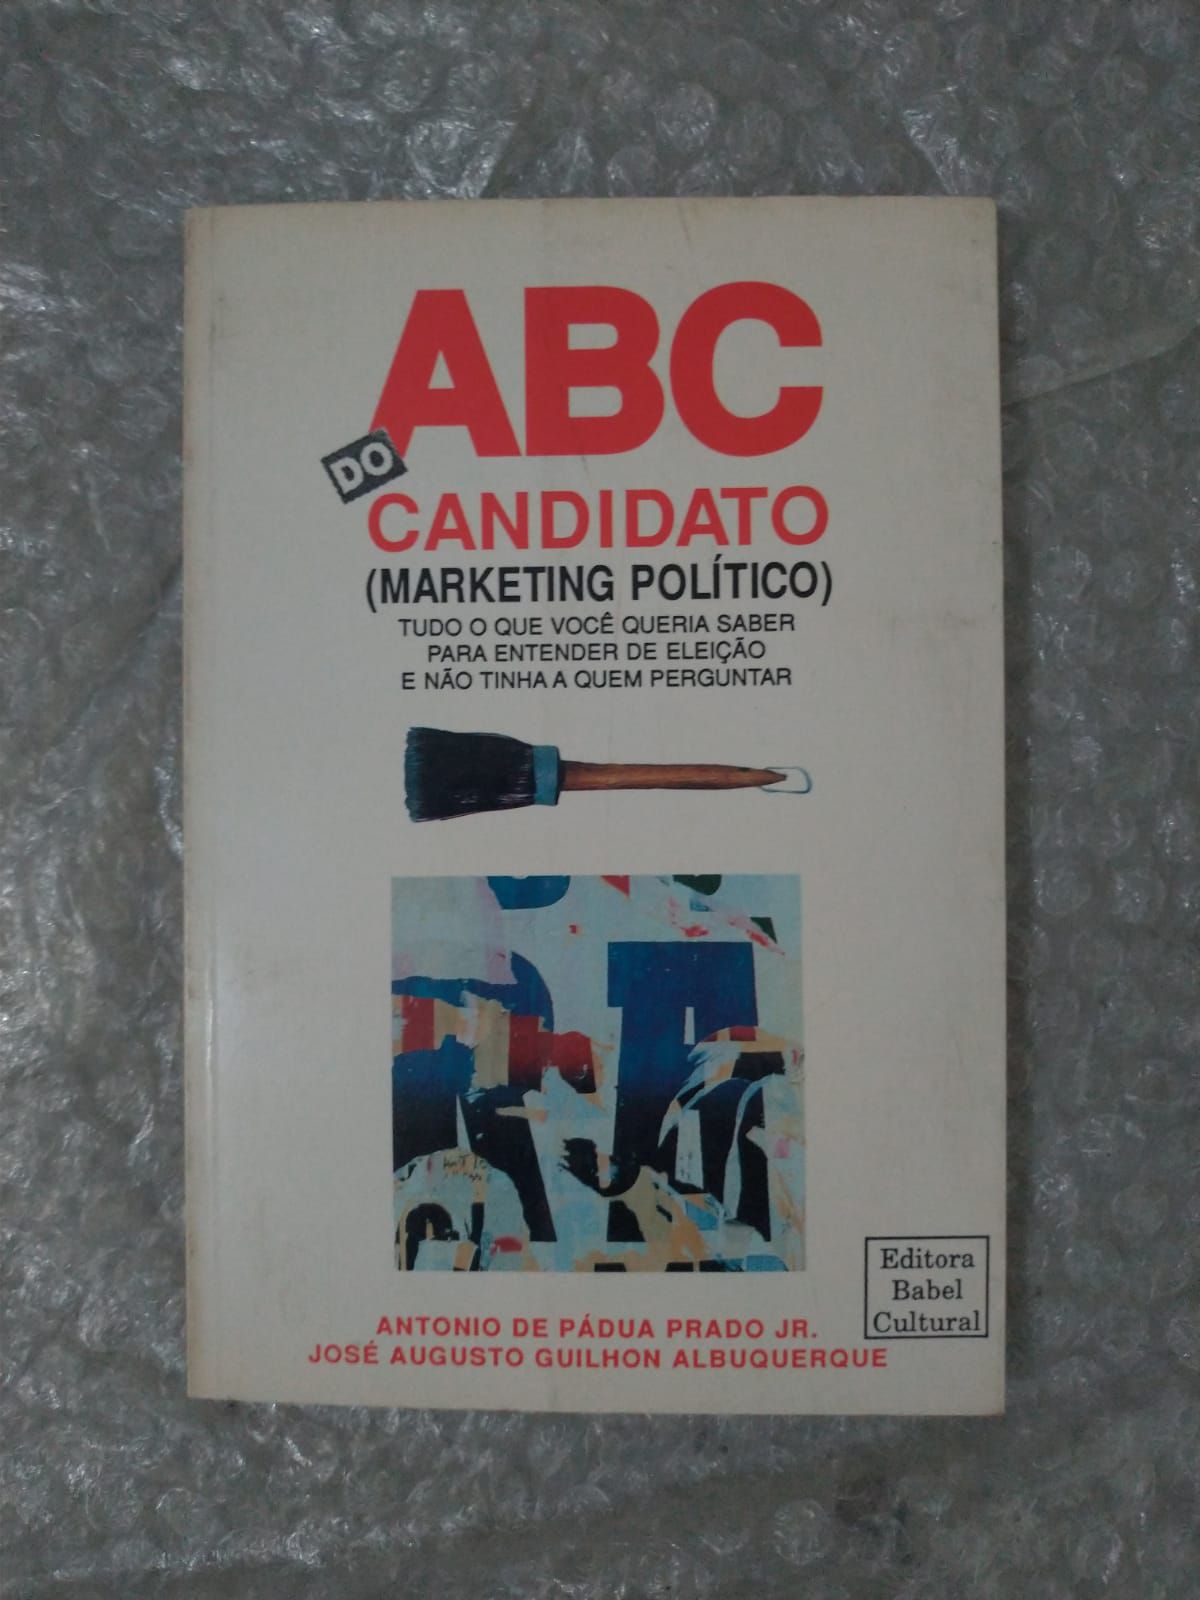 ABC
DO
CANDIDATO
(MARKETING POLÍTICO)
TUDO O QUE VOCÊ QUERIA SABER
PARA ENTENDER DE ELEIÇÃO
E NÃO TINHA A QUEM PERGUNTAR
Editora
Babel
Cultural
ANTONIO DE PÁDUA PRADO JR.
JOSÉ AUGUSTO GUILHON ALBUQUERQUE